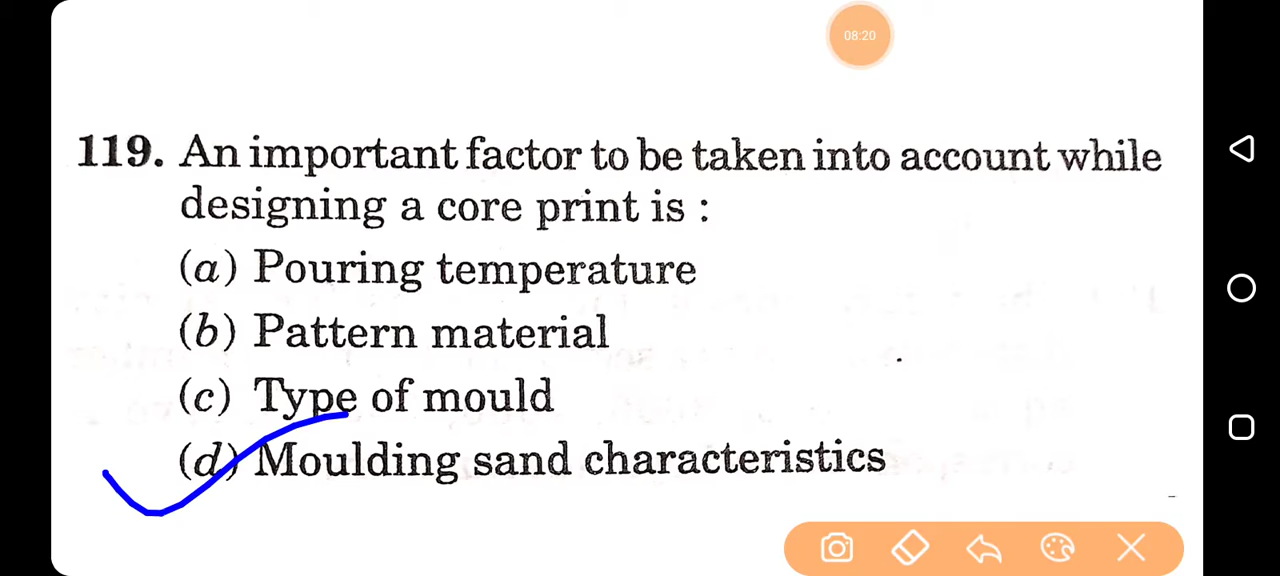 08:20
119. An important factor to be taken into account while
designing a core print is :
(a) Pouring temperature
(b) Pattern material
(c) Type of mould
(d) Moulding sand characteristics